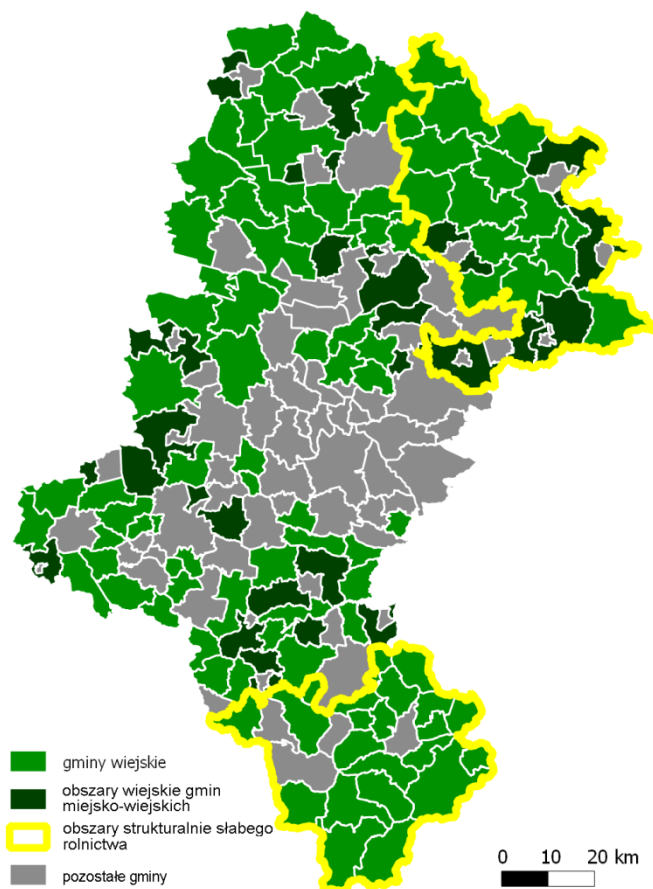 gminy wiejskie
obszary wiejskie gmin
miejsko-wiejskich
obszary strukturalnie słabego
rolnictwa
pozostałe gminy
0 10 20 km